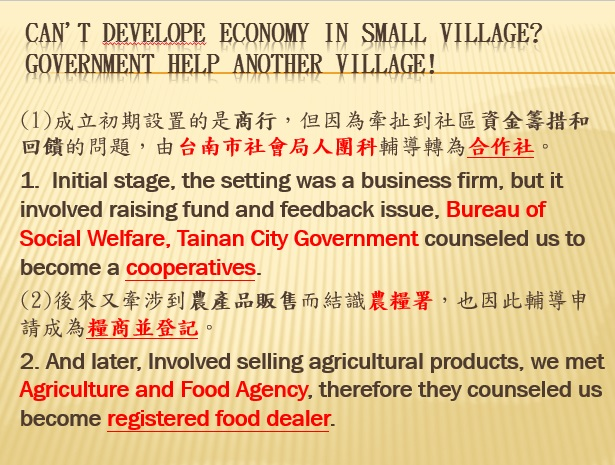 CAN'T DEVELOPE ECONOMY IN SMALL VILLAGE?
GOVERNMENT HELP ANOTHER VILLAGE!
(1)成立初期設置的是商行，但因為牽扯到社區資金籌措和
回饋的問題，由台南市社會局人團科輔導轉為合作社。
1. Initial stage, the setting was a business firm, but it
involved raising fund and feedback issue, Bureau of
Social Welfare, Tainan City Government counseled us to
become a cooperatives.
(2)後來又牽涉到農產品販售而結識農糧署，也因此輔導申
請成為糧商並登記。
2. And later, Involved selling agricultural products, we met
Agriculture and Food Agency, therefore they counseled us
become registered food dealer.